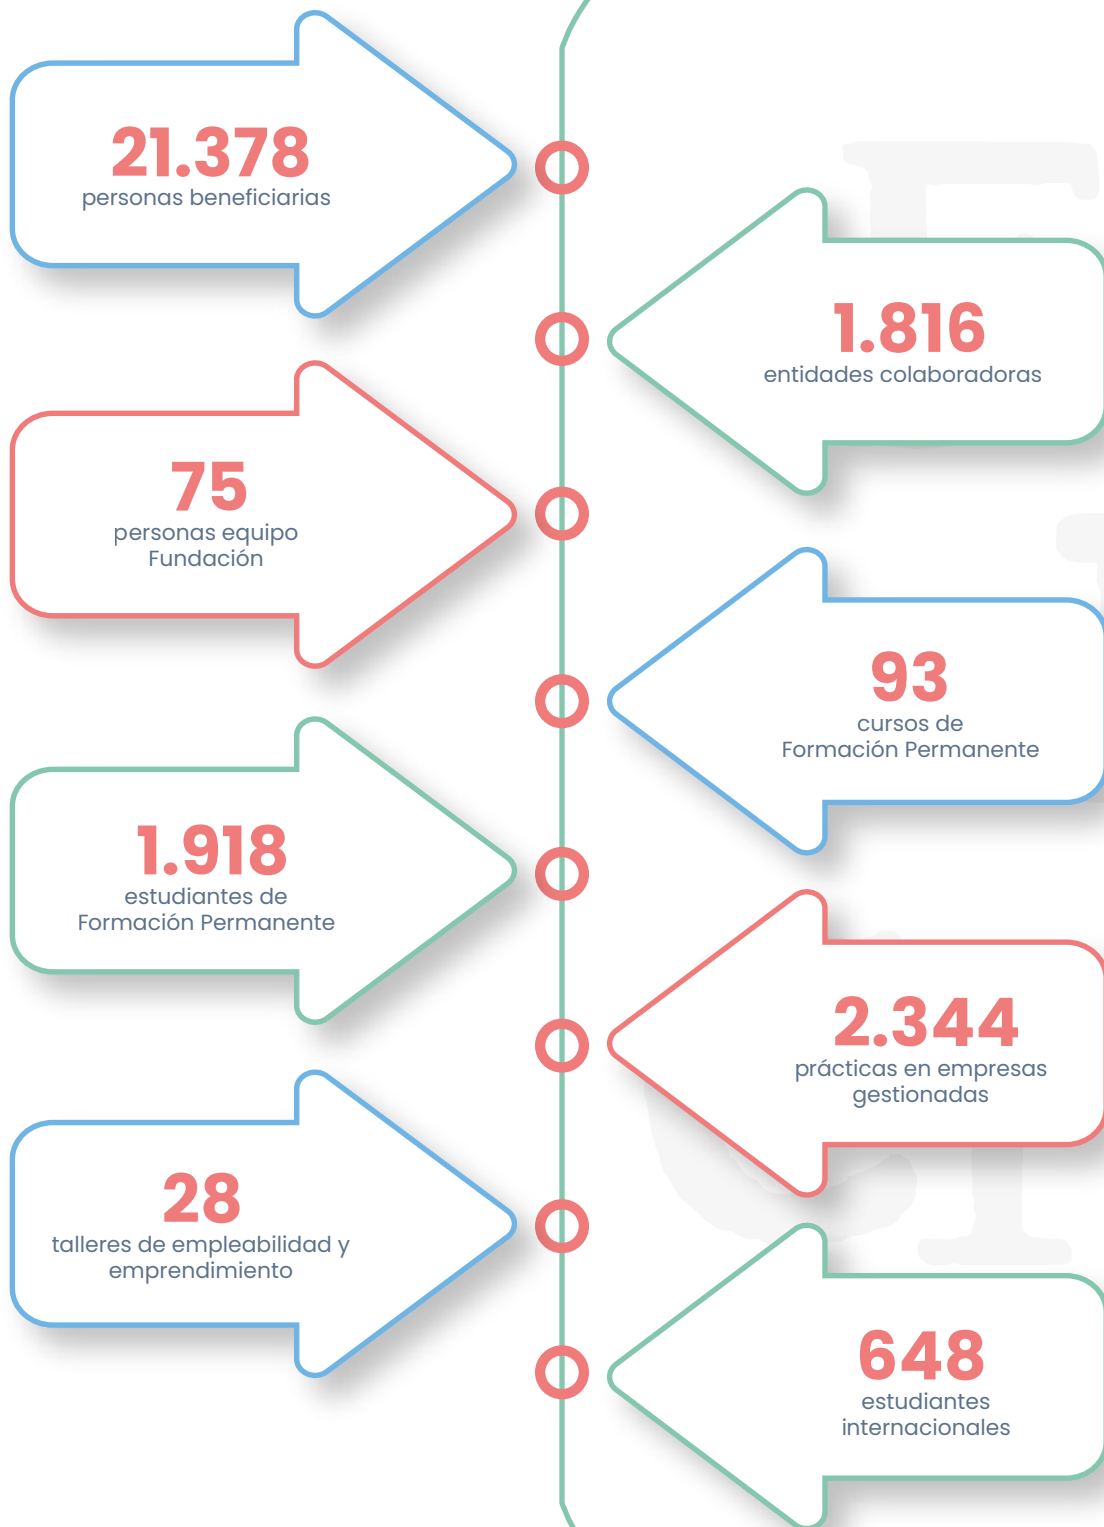 21.378
personas beneficiarias
1.816
entidades colaboradoras
75
personas equipo
Fundación
93
cursos de
Formación Permanente
1.918
estudiantes de
Formación Permanente
2.344
prácticas en empresas
gestionadas
28
talleres de empleabilidad y
emprendimiento
648
estudiantes
internacionales